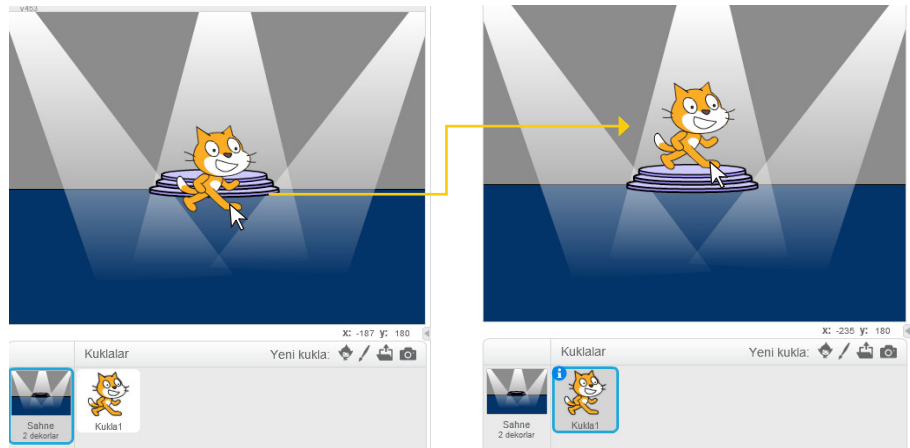 v453
x: -187 y: 180
Kuklalar
Yeni kukla:
Sahne
2 dekorlar
Kukla1
x: -235 y: 180
Kuklalar
Yeni kukla:
Sahne
2 dekorlar
Kukla1